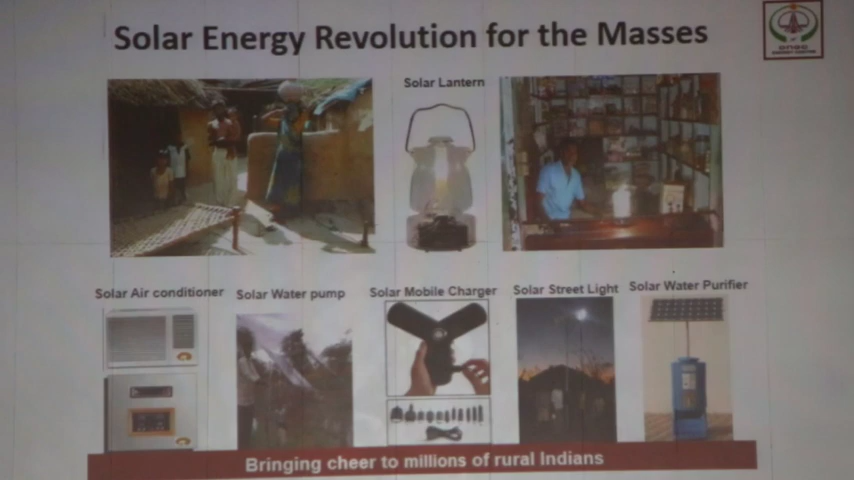 Solar Energy Revolution for the Masses
Solar Lantern
Solar Air conditioner
Solar Water pump
Solar Mobile Charger
Solar Street Light
Solar Water Purifier
Bringing cheer to millions of rural Indians